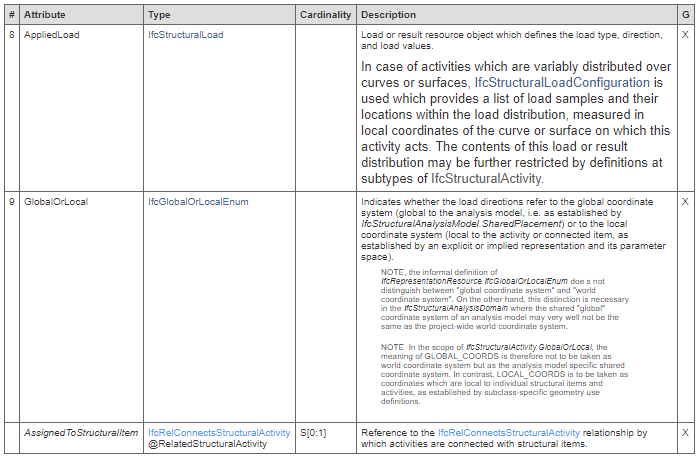 # Attribute Type Cardinality Description G
8 AppliedLoad IfcStructuralLoad Load or result resource object which defines the load type, direction, X
and load values.
In case of activities which are variably distributed over
curves or surfaces, IfcStructuralLoadConfiguration is
used which provides a list of load samples and their
locations within the load distribution, measured in
local coordinates of the curve or surface on which this
activity acts. The contents of this load or result
distribution may be further restricted by definitions at
subtypes of IfcStructuralActivity.
9 GlobalOrLocal IfcGlobalOrLocalEnum Indicates whether the load directions refer to the global coordinate X
system (global to the analysis model, i.e. as established by
IfcStructuralAnalysisModel.SharedPlacement) or to the local
coordinate system (local to the activity or connected item, as
established by an explicit or implied representation and its parameter
space).
NOTE, the informal definition of
IfcRepresentationResource.IfcGlobalOrLocalEnum doe s not
distinguish between "global coordinate system" and "world
coordinate system". On the other hand, this distinction is necessary
in the IfcStructuralAnalysisDomain where the shared "global"
coordinate system of an analysis model may very well not be the
same as the project-wide world coordinate system.
NOTE In the scope of IfcStructuralActivity.GlobalOrLocal, the
meaning of GLOBAL_COORDS is therefore not to be taken as
world coordinate system but as the analysis model specific shared
coordinate system. In contrast, LOCAL_COORDS is to be taken as
coordinates which are local to individual structural items and
activities, as established by subclass-specific geometry use
definitions.
AssignedToStructuralItem IfcRelConnectsStructuralActivity S[0:1] Reference to the IfcRelConnectsStructuralActivity relationship by X
@RelatedStructuralActivity which activities are connected with structural items.